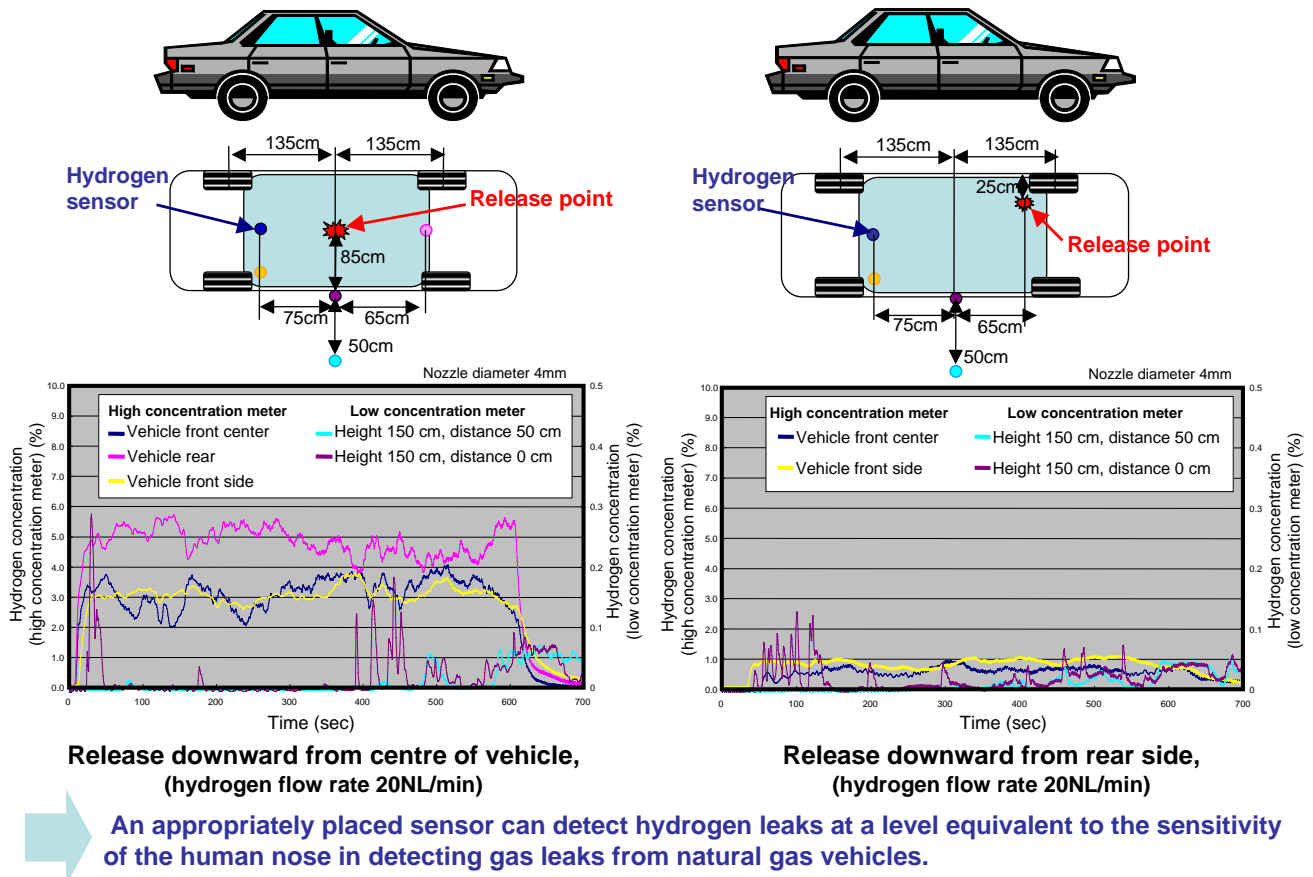 135cm
135cm
Hydrogen
sensor
Release point
85cm
75cm
65cm
50cm
Nozzle diameter 4mm
10.0
9.0
8.0
7.0
6.0
5.0
4.0
3.0
2.0
1.0
0.0
0.5
0.4
0.3
0.2
0.1
0
High concentration meter
Low concentration meter
Vehicle front center
Height 150 cm, distance 50 cm
Vehicle rear
Height 150 cm, distance 0 cm
Vehicle front side
Hydrogen concentration
(high concentration meter) (%)
Hydrogen concentration
(low concentration meter) (%)
0
100
200
300
400
500
600
700
Time (sec)
Release downward from centre of vehicle,
(hydrogen flow rate 20NL/min)
135cm
135cm
25cm
Hydrogen
sensor
Release point
75cm
65cm
50cm
Nozzle diameter 4mm
10.0
9.0
8.0
7.0
6.0
5.0
4.0
3.0
2.0
1.0
0.0
0.5
0.4
0.3
0.2
0.1
0
High concentration meter
Low concentration meter
Vehicle front center
Height 150 cm, distance 50 cm
Vehicle front side
Height 150 cm, distance 0 cm
Hydrogen concentration
(high concentration meter) (%)
Hydrogen concentration
(low concentration meter) (%)
0
100
200
300
400
500
600
700
Time (sec)
Release downward from rear side,
(hydrogen flow rate 20NL/min)
An appropriately placed sensor can detect hydrogen leaks at a level equivalent to the sensitivity
of the human nose in detecting gas leaks from natural gas vehicles.